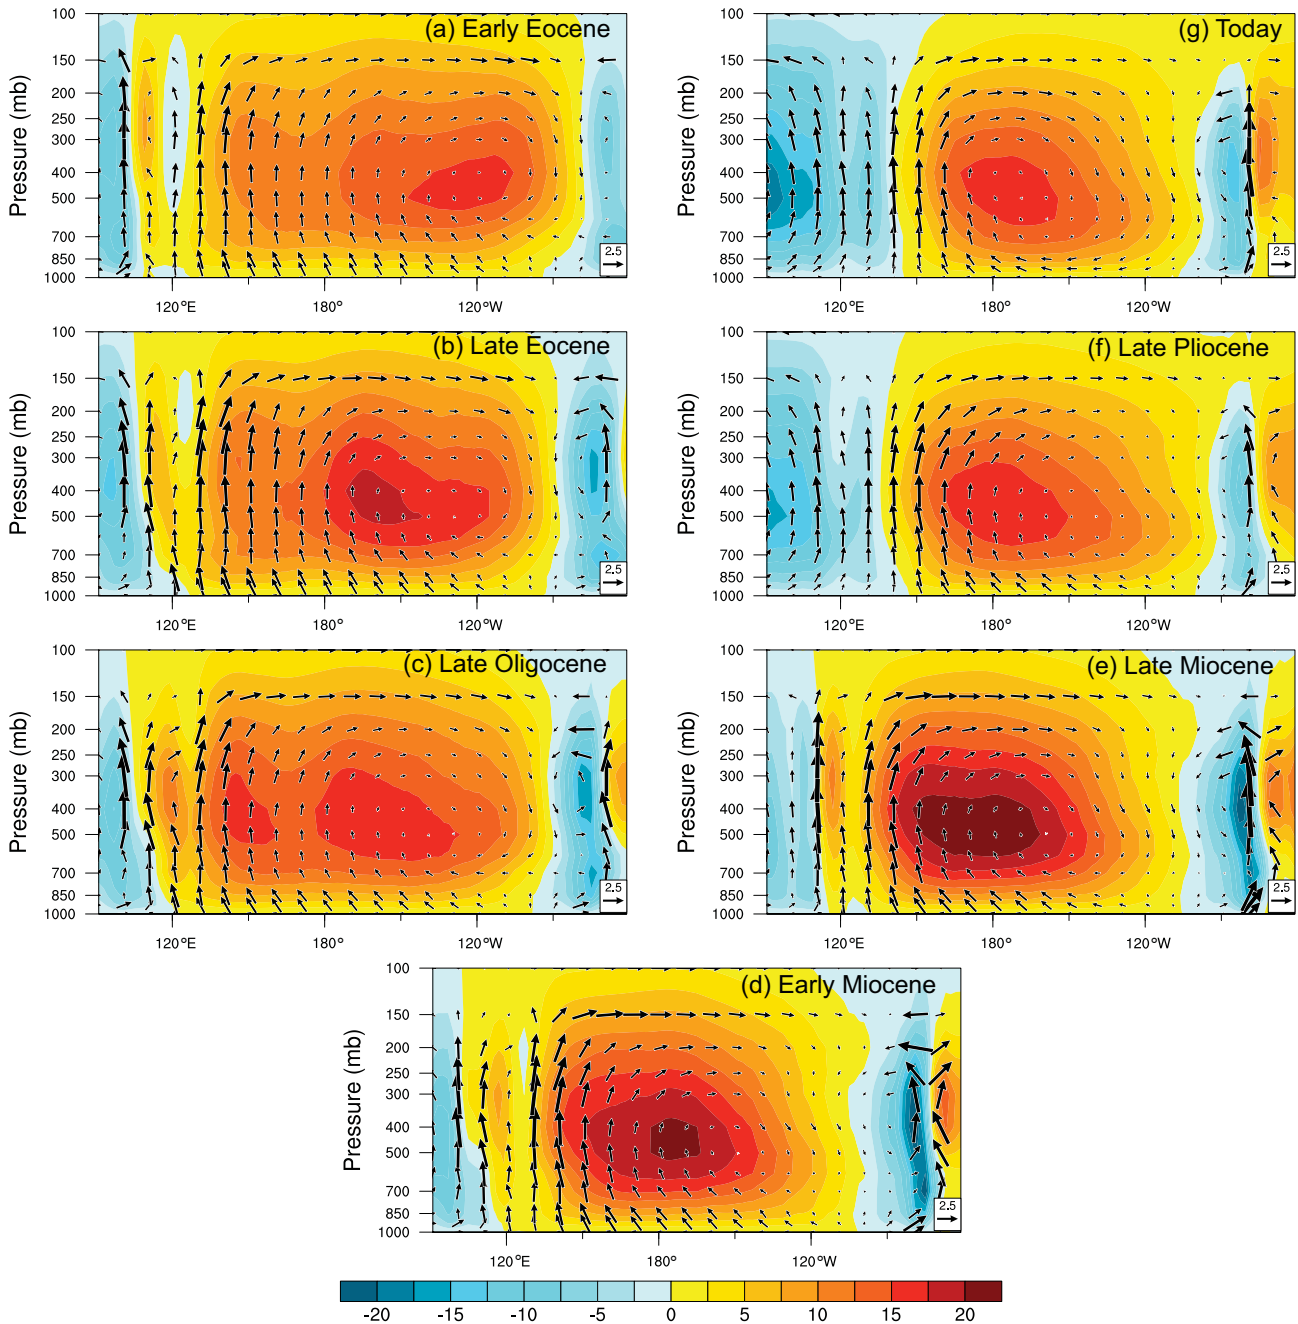 (a) Early Eocene
Pressure (mb)
100
150
200
250
300
400
500
700
850
1000
2.5
120°E
180°
120°W
(g) Today
Pressure (mb)
100
150
200
250
300
400
500
700
850
1000
2.5
120°E
180°
120°W
(b) Late Eocene
Pressure (mb)
100
150
200
250
300
400
500
700
850
1000
2.5
120°E
180°
120°W
(f) Late Pliocene
Pressure (mb)
100
150
200
250
300
400
500
700
850
1000
2.5
120°E
180°
120°W
(c) Late Oligocene
Pressure (mb)
100
150
200
250
300
400
500
700
850
1000
2.5
120°E
180°
120°W
(e) Late Miocene
Pressure (mb)
100
150
200
250
300
400
500
700
850
1000
2.5
120°E
180°
120°W
(d) Early Miocene
Pressure (mb)
100
150
200
250
300
400
500
700
850
1000
2.5
120°E
180°
120°W
-20 -15 -10 -5 0 5 10 15 20